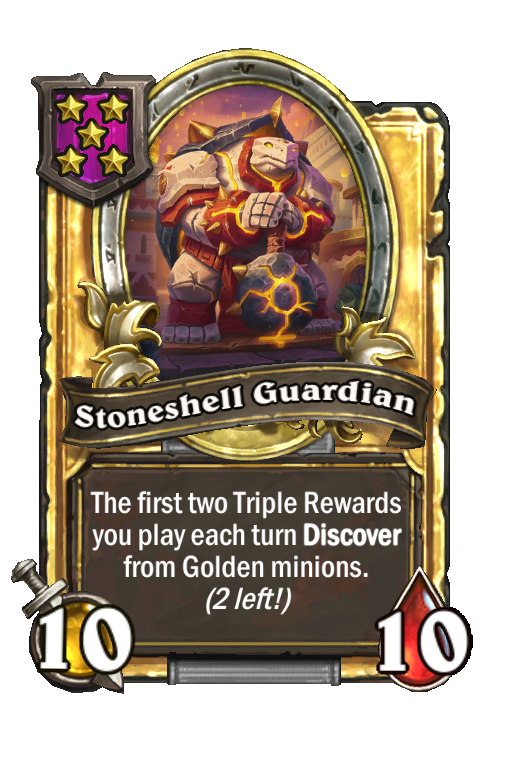 Stoneshell Guardian
The first two Triple Rewards
you play each turn Discover
from Golden minions.
(2 left!)
10
10